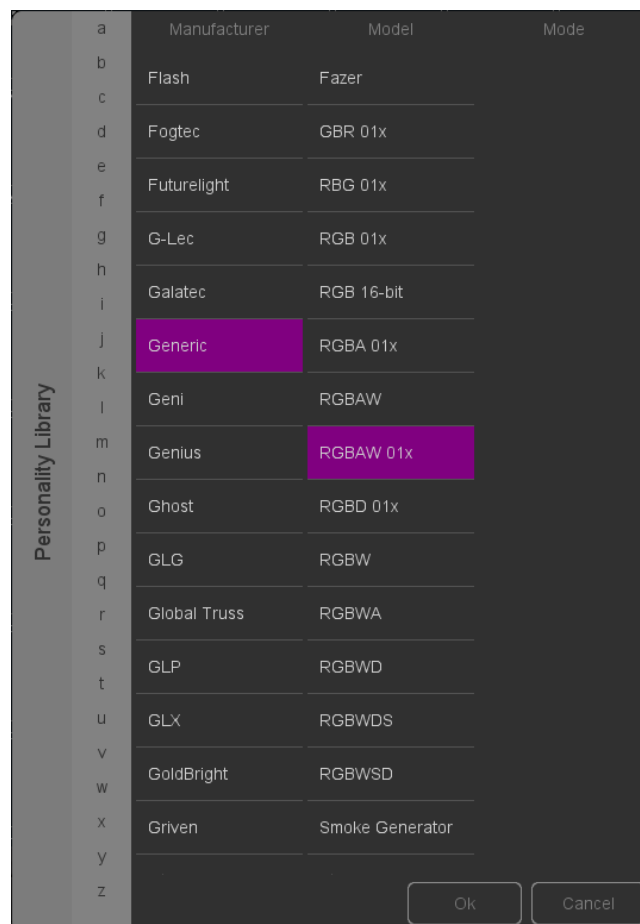 Personality Library
a
b
c
d
e
f
g
h
i
j
k
l
m
n
o
p
q
r
s
t
u
v
w
x
y
z
Manufacturer Model Mode
Flash Fazer
Fogtec GBR 01x
Futurelight RBG 01x
G-Lec RGB 01x
Galatec RGB 16-bit
Generic RGBA 01x
Geni RGBAW
Genius RGBAW 01x
Ghost RGBD 01x
GLG RGBW
Global Truss RGBWA
GLP RGBWD
GLX RGBWDS
GoldBright RGBWSD
Griven Smoke Generator
Ok Cancel